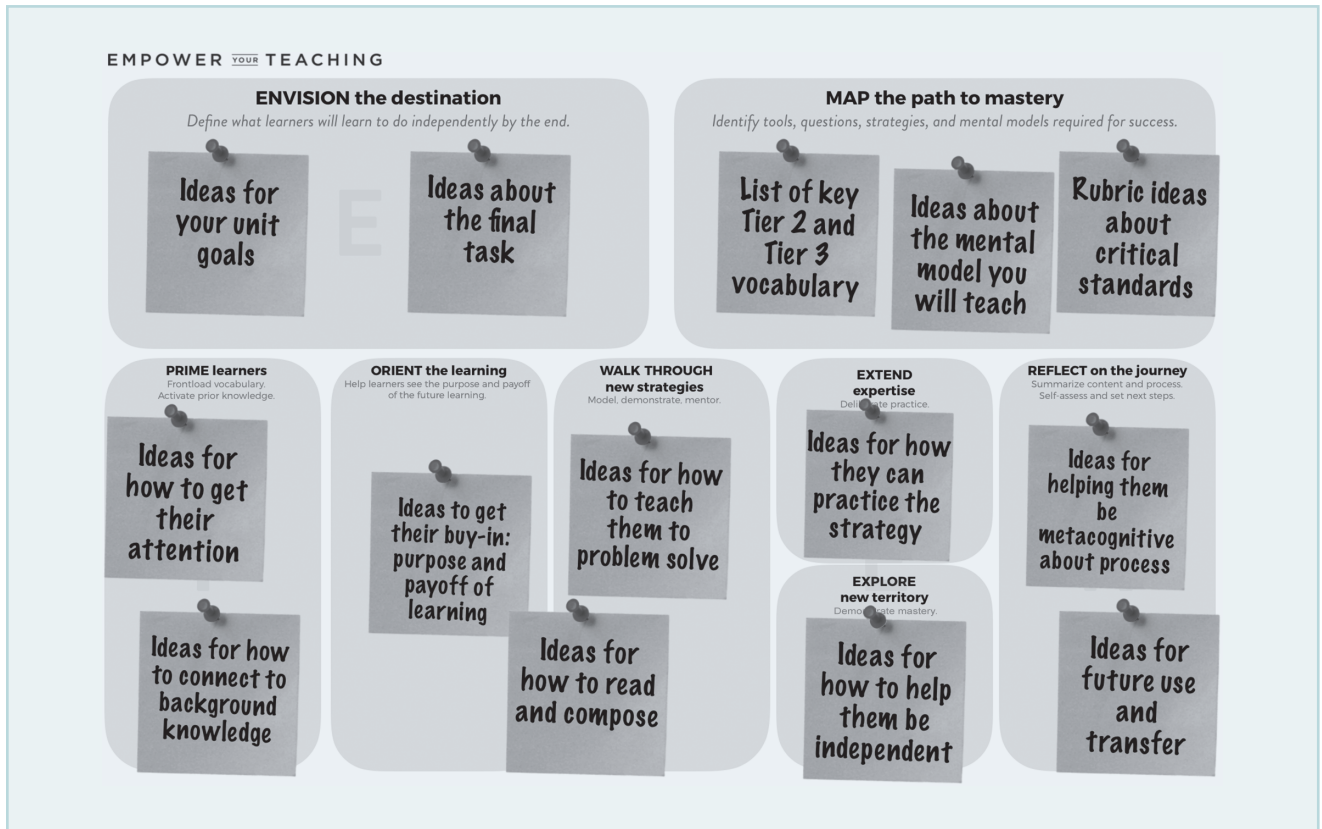 EMPOWER YOUR TEACHING
ENVISION the destination
Define what learners will learn to do independently by the end.
Ideas for
your unit
goals
E
Ideas about
the final
task
MAP the path to mastery
Identify tools, questions, strategies, and mental models required for success.
List of key
Tier 2 and
Tier 3
vocabulary
Ideas about
the mental
model you
will teach
Rubric ideas
about
critical
standards
PRIME learners
Frontload vocabulary.
Activate prior knowledge.
Ideas for
how to get
their
attention
Ideas for how
to connect to
background
knowledge
ORIENT the learning
Help learners see the purpose and payoff
of the future learning.
Ideas to get
their buy-in:
purpose and
payoff of
learning
WALK THROUGH
new strategies
Model, demonstrate, mentor.
Ideas for how
to teach
them to
problem solve
Ideas for
how to read
and compose
EXTEND
expertise
practice.
Ideas for how
they can
practice the
strategy
EXPLORE
new territory
mastery.
Ideas for
how to help
them be
independent
REFLECT on the journey
Summarize content and process.
Self-assess and set next steps.
Ideas for
helping them
be
metacognitive
about process
Ideas for
future use
and
transfer